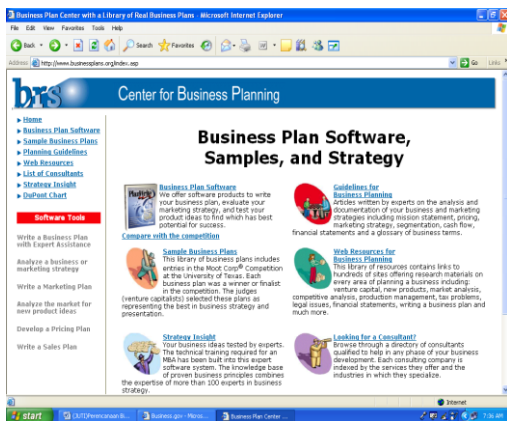 Business Plan Center with a Library of Real Business Plans - Microsoft Internet Explorer
File Edit View Favorites Tools Help
Back Search Favorites
Address http://www.businessplans.org/index.asp Go Links
brs Center for Business Planning
Home
Business Plan Software
Sample Business Plans
Planning Guidelines
Web Resources
List of Consultants
Strategy Insight
DuPont Chart
Software Tools
Write a Business Plan
with Expert Assistance
Analyze a business or
marketing strategy
Write a Marketing Plan
Analyze the market for
new product ideas
Develop a Pricing Plan
Write a Sales Plan
Business Plan Software,
Samples, and Strategy
Business Plan Software
We offer software products to write
your business plan, evaluate your
marketing strategy, and test your
product ideas to find which has best
potential for success.
Compare with the competition
Guidelines for
Business Planning
Articles written by experts on the analysis and
documentation of your business and marketing
strategies including mission statement, pricing,
marketing strategy, segmentation, cash flow,
financial statements and a glossary of business terms.
Sample Business Plans
This library of business plans includes
entries in the Moot Corp® Competition
at the University of Texas. Each
business plan was a winner or finalist
in the competition. The judges
(venture capitalists) selected these plans as
representing the best in business strategy and
presentation.
Web Resources for
Business Planning
This library of resources contains links to
hundreds of sites offering research materials on
every area of planning a business including:
venture capital, new products, market analysis,
competitive analysis, production management, tax problems,
legal issues, financial statements, writing a business plan and
much more.
Strategy Insight
Your business ideas tested by experts.
The technical training required for an
MBA has been built into this expert
software system. The knowledge base
of proven business principles combines
the expertise of more than 100 experts in business
strategy.
Looking for a Consultant?
Browse through a directory of consultants
qualified to help in any phase of your business
development. Each consulting company is
indexed by the services they offer and the
industries in which they specialize.
Internet
start Business.gov - Micros... Business Plan Center ... 7:36 AM